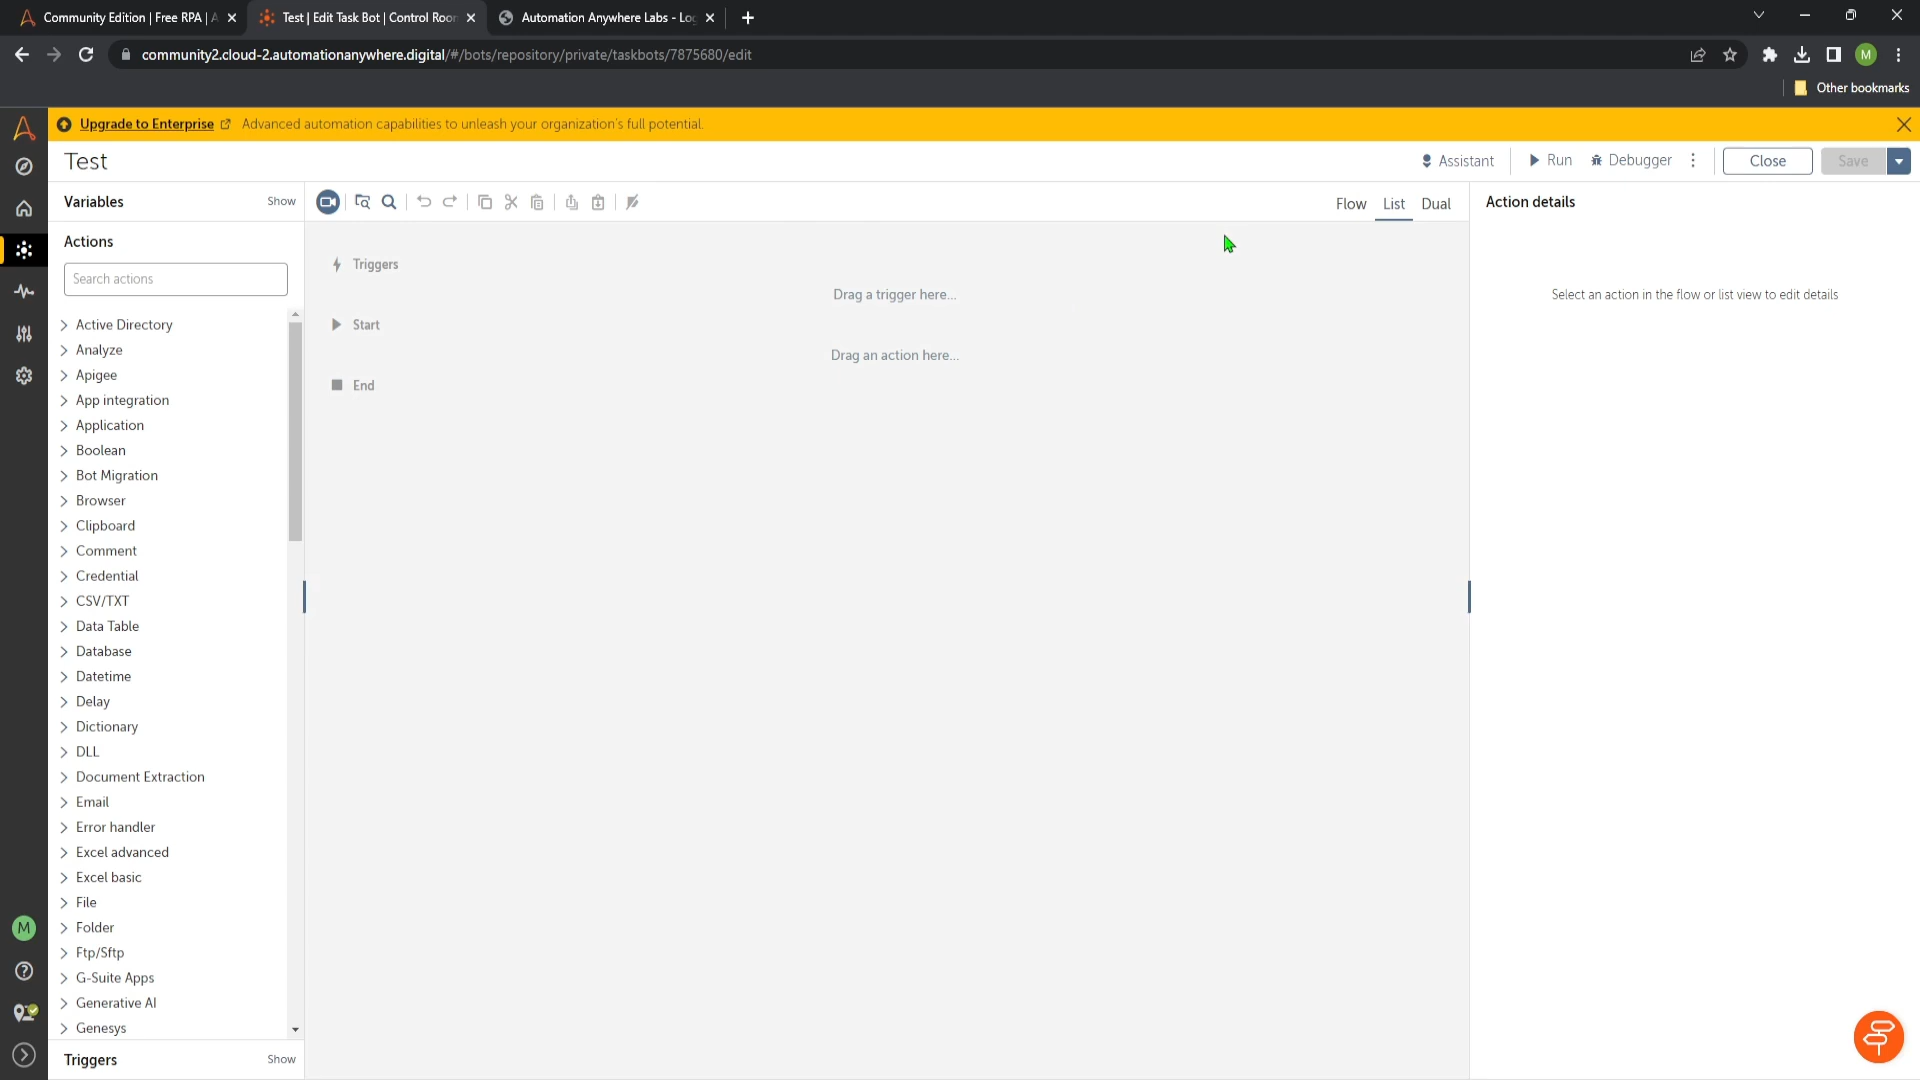 Community Edition | Free RPA | A
Test | Edit Task Bot | Control Room
Automation Anywhere Labs - Lo
community2.cloud-2.automationanywhere.digital/#/bots/repository/private/taskbots/7875680/edit
M
Other bookmarks
Upgrade to Enterprise Advanced automation capabilities to unleash your organization's full potential.
Test
Assistant
Run
Debugger
Close
Save
Variables
Show
Flow
List
Dual
Action details
Actions
Search actions
Triggers
Drag a trigger here...
Start
Drag an action here...
End
Select an action in the flow or list view to edit details
Active Directory
Analyze
Apigee
App integration
Application
Boolean
Bot Migration
Browser
Clipboard
Comment
Credential
CSV/TXT
Data Table
Database
Datetime
Delay
Dictionary
DLL
Document Extraction
Email
Error handler
Excel advanced
Excel basic
File
Folder
Ftp/Sftp
G-Suite Apps
Generative AI
Genesys
M
Triggers
Show